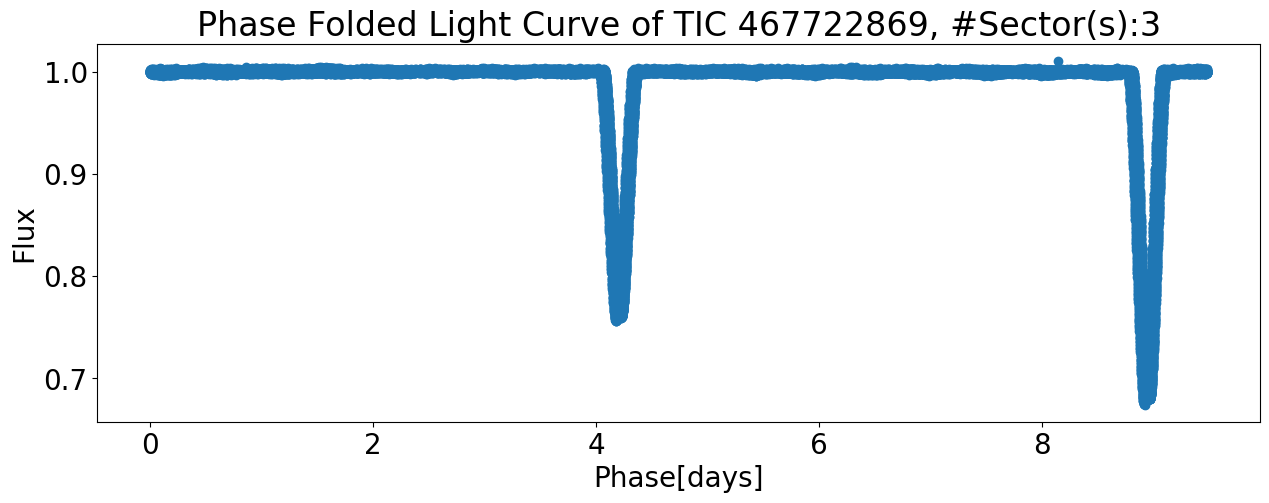 Phase Folded Light Curve of TIC 467722869, #Sector(s):3
1.0
0.9
0.8
0.7
Flux
0 2 4 6 8
Phase[days]